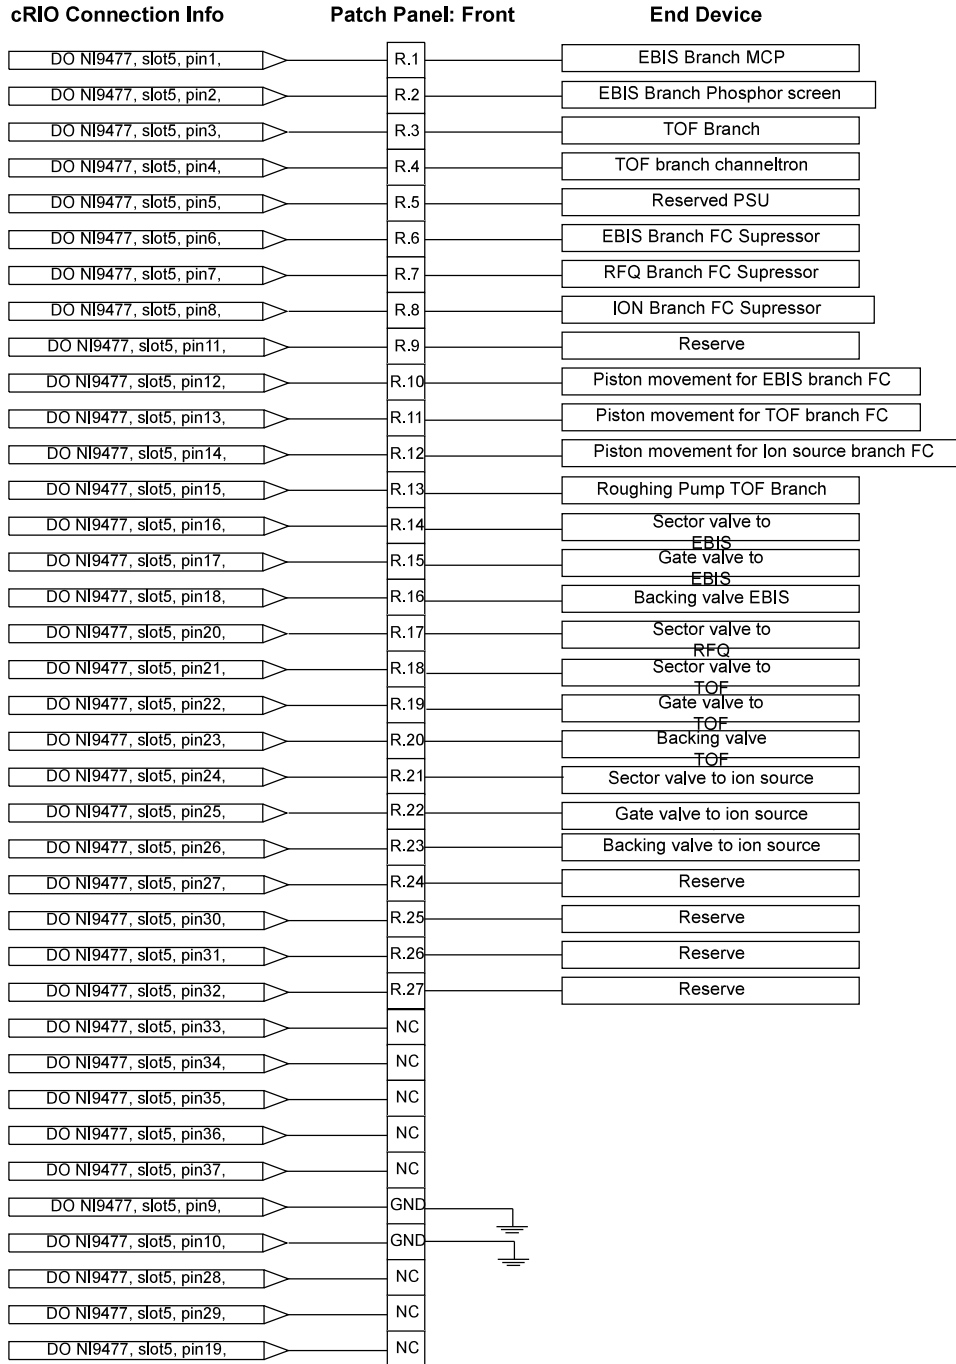 cRIO Connection Info Patch Panel: Front End Device
DO NI9477, slot5, pin1, R.1 EBIS Branch MCP
DO NI9477, slot5, pin2, R.2 EBIS Branch Phosphor screen
DO NI9477, slot5, pin3, R.3 TOF Branch
DO NI9477, slot5, pin4, R.4 TOF branch channeltron
DO NI9477, slot5, pin5, R.5 Reserved PSU
DO NI9477, slot5, pin6, R.6 EBIS Branch FC Supressor
DO NI9477, slot5, pin7, R.7 RFQ Branch FC Supressor
DO NI9477, slot5, pin8, R.8 ION Branch FC Supressor
DO NI9477, slot5, pin11, R.9 Reserve
DO NI9477, slot5, pin12, R.10 Piston movement for EBIS branch FC
DO NI9477, slot5, pin13, R.11 Piston movement for TOF branch FC
DO NI9477, slot5, pin14, R.12 Piston movement for Ion source branch FC
DO NI9477, slot5, pin15, R.13 Roughing Pump TOF Branch
DO NI9477, slot5, pin16, R.14 Sector valve to
EBIS
DO NI9477, slot5, pin17, R.15 Gate valve to
EBIS
DO NI9477, slot5, pin18, R.16 Backing valve EBIS
DO NI9477, slot5, pin20, R.17 Sector valve to
RFQ
DO NI9477, slot5, pin21, R.18 Sector valve to
TOF
DO NI9477, slot5, pin22, R.19 Gate valve to
TOF
DO NI9477, slot5, pin23, R.20 Backing valve
TOF
DO NI9477, slot5, pin24, R.21 Sector valve to ion source
DO NI9477, slot5, pin25, R.22 Gate valve to ion source
DO NI9477, slot5, pin26, R.23 Backing valve to ion source
DO NI9477, slot5, pin27, R.24 Reserve
DO NI9477, slot5, pin30, R.25 Reserve
DO NI9477, slot5, pin31, R.26 Reserve
DO NI9477, slot5, pin32, R.27 Reserve
DO NI9477, slot5, pin33, NC
DO NI9477, slot5, pin34, NC
DO NI9477, slot5, pin35, NC
DO NI9477, slot5, pin36, NC
DO NI9477, slot5, pin37, NC
DO NI9477, slot5, pin9, GND
DO NI9477, slot5, pin10, GND
DO NI9477, slot5, pin28, NC
DO NI9477, slot5, pin29, NC
DO NI9477, slot5, pin19, NC